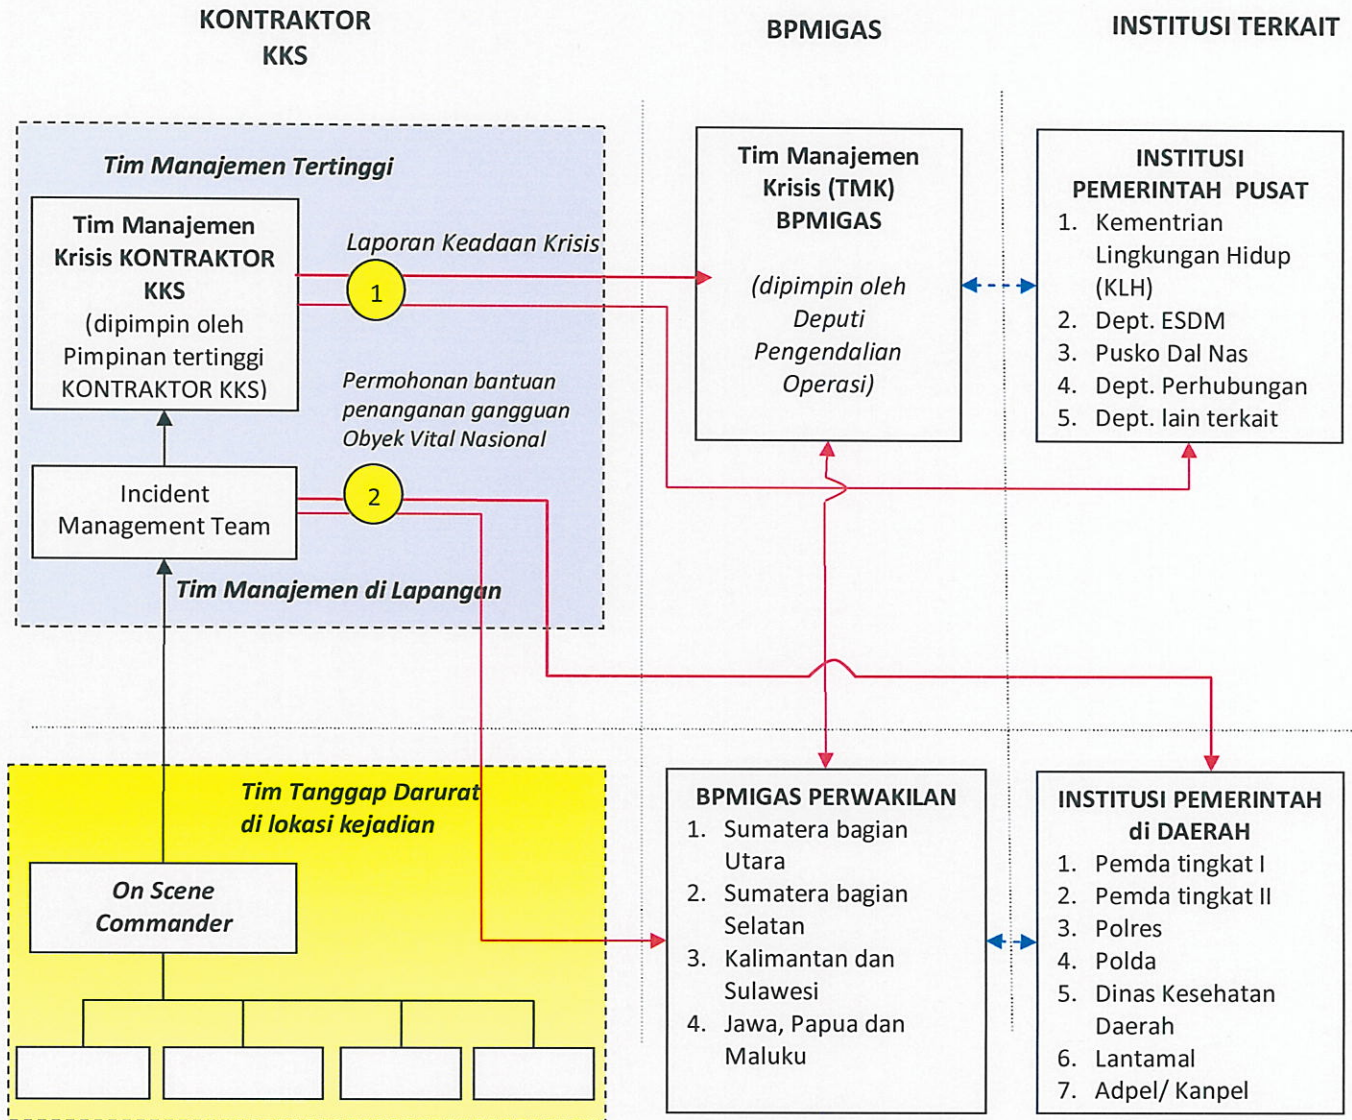 KONTRAKTOR
KKS
BPMIGAS
INSTITUSI TERKAIT
Tim Manajemen Tertinggi
Tim Manajemen
Krisis KONTRAKTOR
KKS
(dipimpin oleh
Pimpinan tertinggi
KONTRAKTOR KKS)
Laporan Keadaan Krisis
1
Permohonan bantuan
penanganan gangguan
Obyek Vital Nasional
2
Incident
Management Team
Tim Manajemen di Lapangan
Tim Manajemen
Krisis (TMK)
BPMIGAS
(dipimpin oleh
Deputi
Pengendalian
Operasi)
INSTITUSI
PEMERINTAH PUSAT
1. Kementrian
Lingkungan Hidup
(KLH)
2. Dept. ESDM
3. Pusko Dal Nas
4. Dept. Perhubungan
5. Dept. lain terkait
Tim Tanggap Darurat
di lokasi kejadian
On Scene
Commander
BPMIGAS PERWAKILAN
1. Sumatera bagian
Utara
2. Sumatera bagian
Selatan
3. Kalimantan dan
Sulawesi
4. Jawa, Papua dan
Maluku
INSTITUSI PEMERINTAH
di DAERAH
1. Pemda tingkat I
2. Pemda tingkat II
3. Polres
4. Polda
5. Dinas Kesehatan
Daerah
6. Lantamal
7. Adpel/ Kanpel